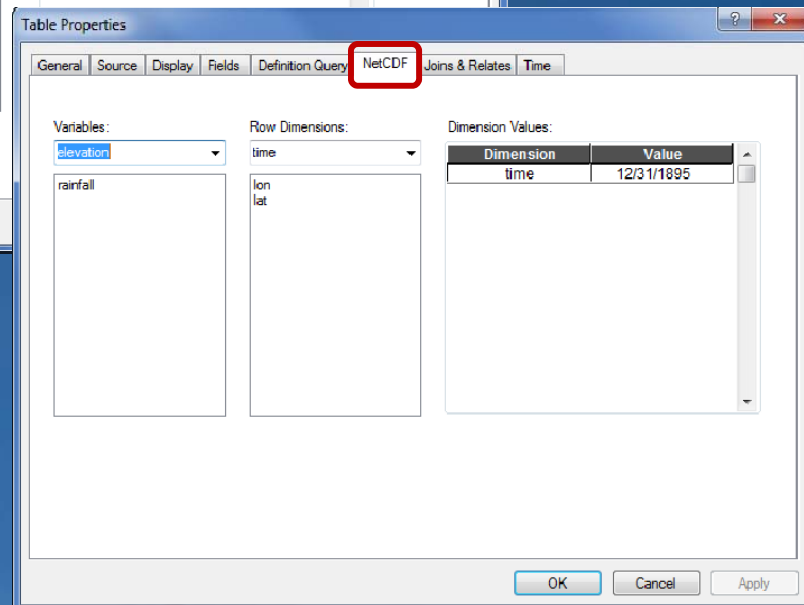 Table Properties
General Source Display Fields Definition Query NetCDF Joins & Relates Time
Variables: Row Dimensions: Dimension Values:
elevation time Dimension Value
rainfall lon time 12/31/1895
lat
OK Cancel Apply